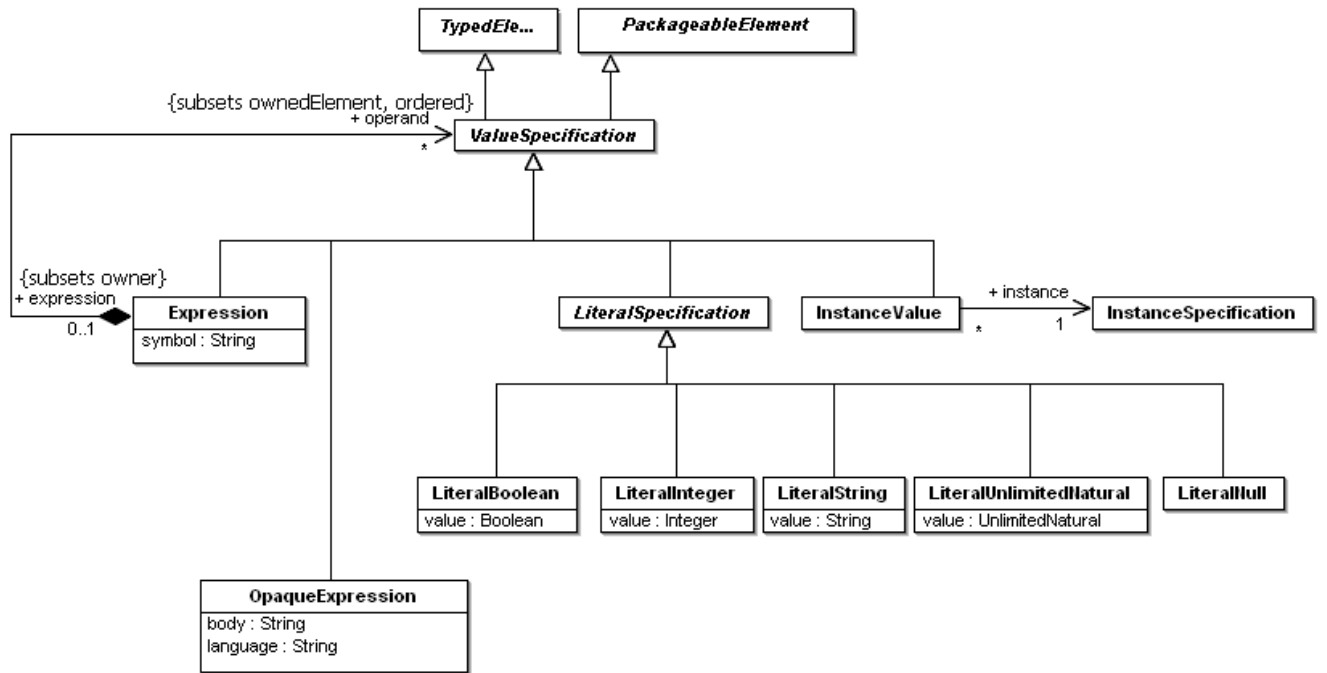 TypedEle...
PackageableElement
{subsets ownedElement, ordered}
+ operand
*
ValueSpecification
{subsets owner}
+ expression
0..1
Expression
symbol : String
LiteralSpecification
InstanceValue
+ instance
*
1
InstanceSpecification
LiteralBoolean
value : Boolean
LiteralInteger
value : Integer
LiteralString
value : String
LiteralUnlimitedNatural
value : UnlimitedNatural
LiteralNull
OpaqueExpression
body : String
language : String